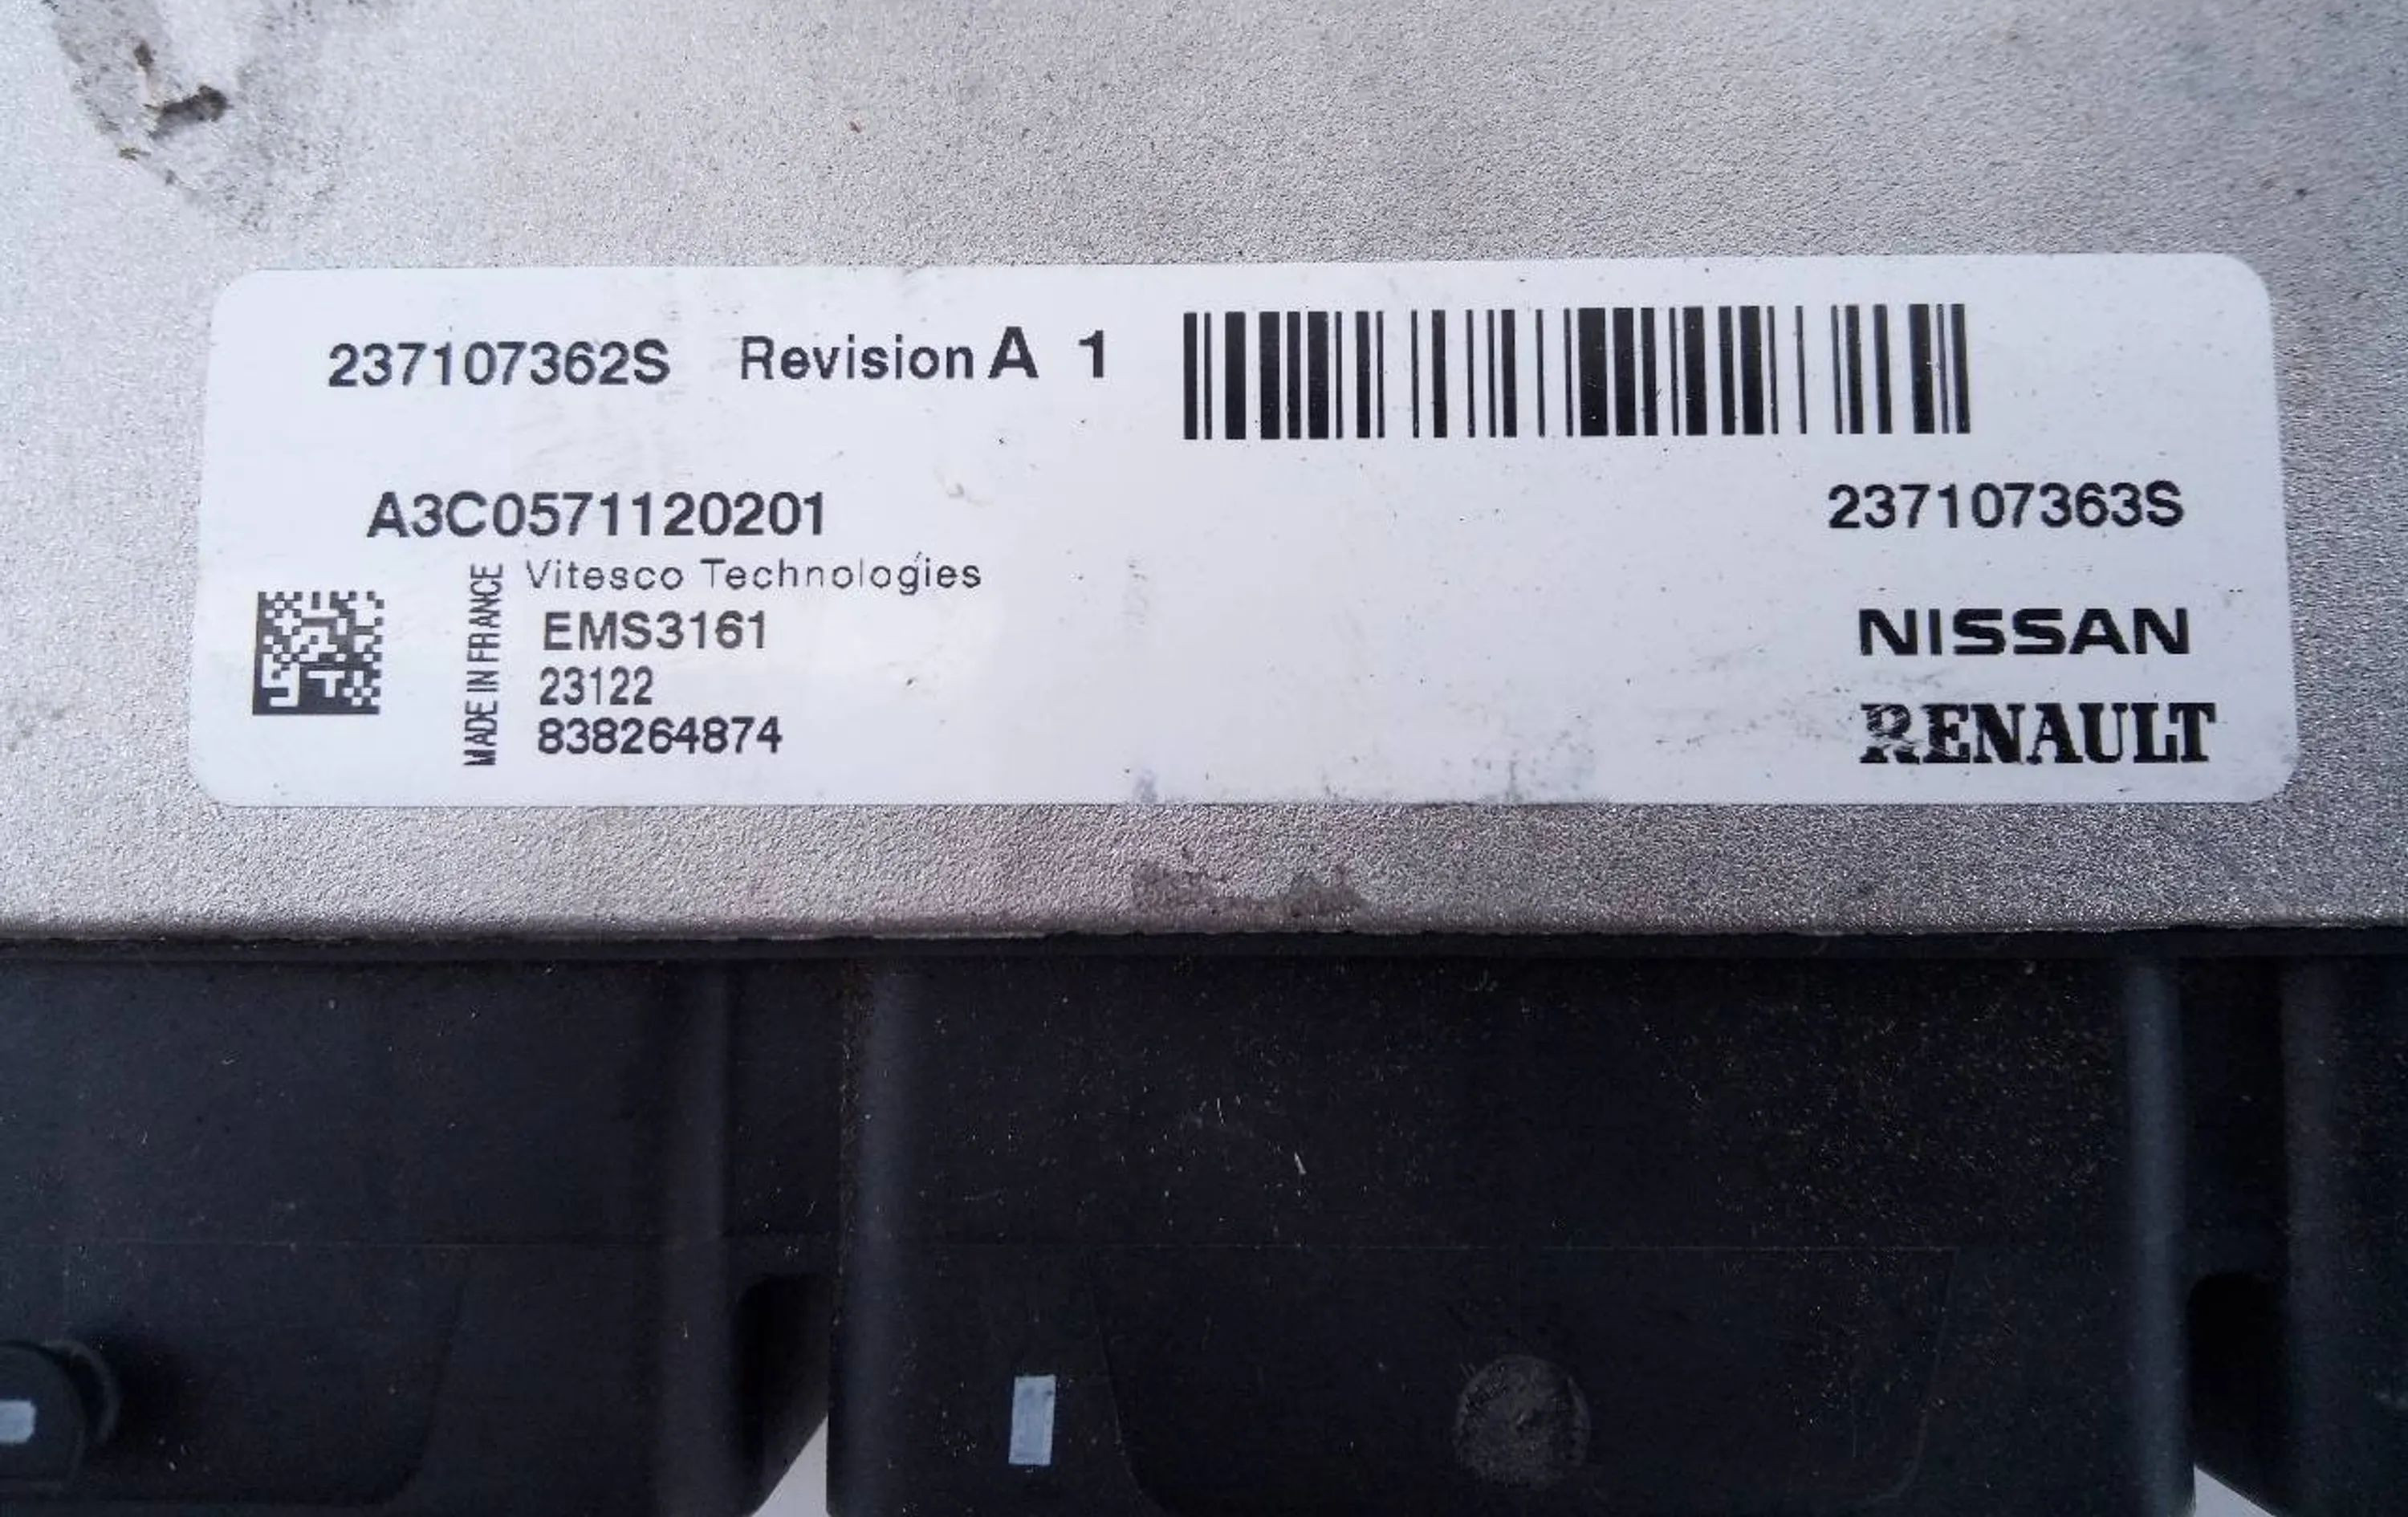 237107362S Revision A 1
A3C0571120201
237107363S
MADE IN FRANCE
Vitesco Technologies
EMS3161
23122
838264874
NISSAN
RENAULT